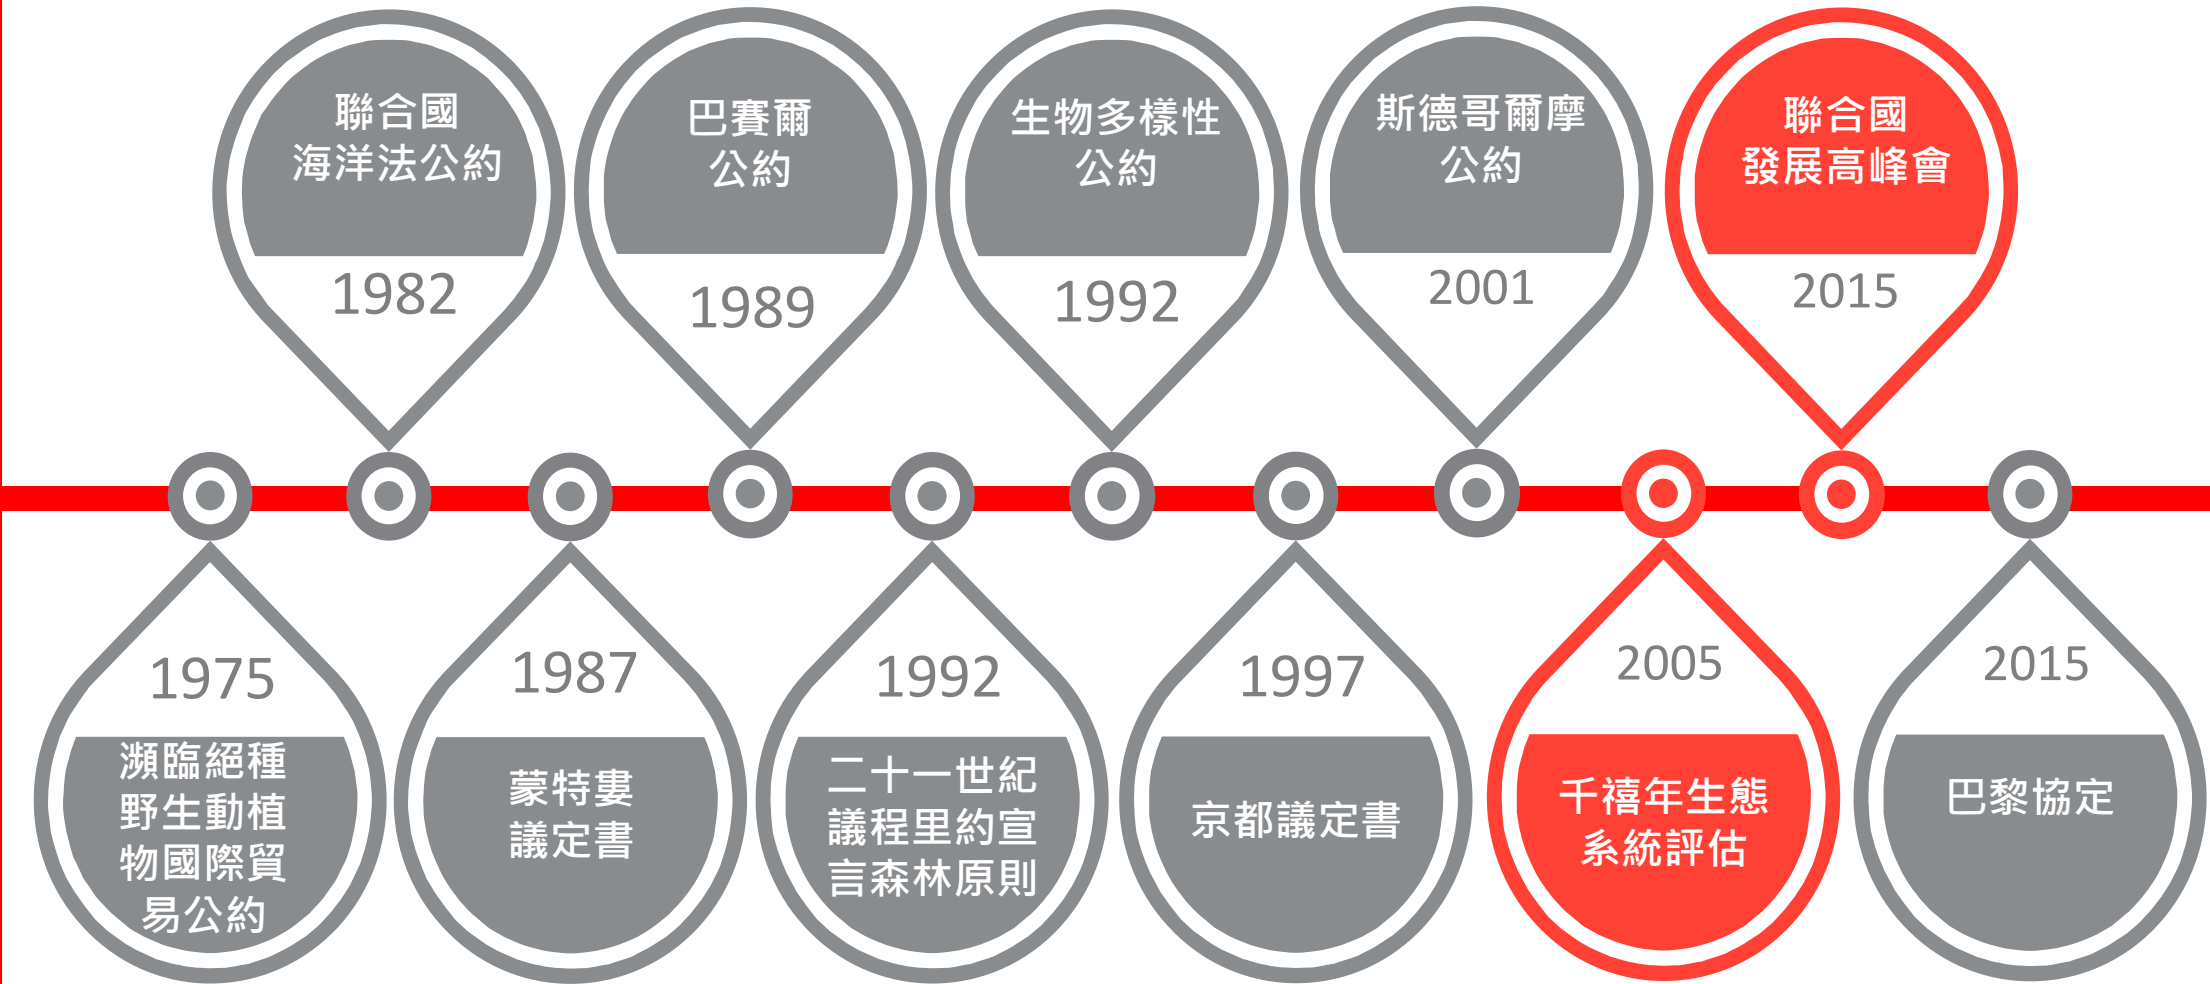 聯合國
海洋法公約
1982
巴賽爾
公約
1989
生物多樣性
公約
1992
斯德哥爾摩
公約
2001
聯合國
發展高峰會
2015
1975
瀕臨絕種
野生動植
物國際貿
易公約
1987
蒙特婁
議定書
1992
二十一世紀
議程里約宣
言森林原則
1997
京都議定書
2005
千禧年生態
系統評估
2015
巴黎協定